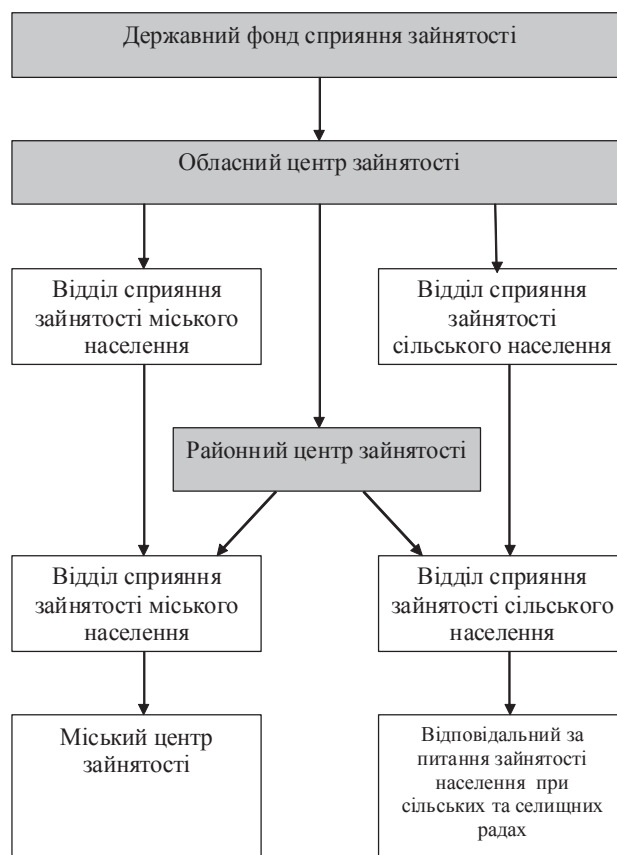 Державний фонд сприяння зайнятості
Обласний центр зайнятості
Відділ сприяння
зайнятості міського
населення
Відділ сприяння
зайнятості
сільського населення
Районний центр зайнятості
Відділ сприяння
зайнятості міського
населення
Відділ сприяння
зайнятості сільського
населення
Міський центр
зайнятості
Відповідальний за
питання зайнятості
населення при
сільських та селищних
радах